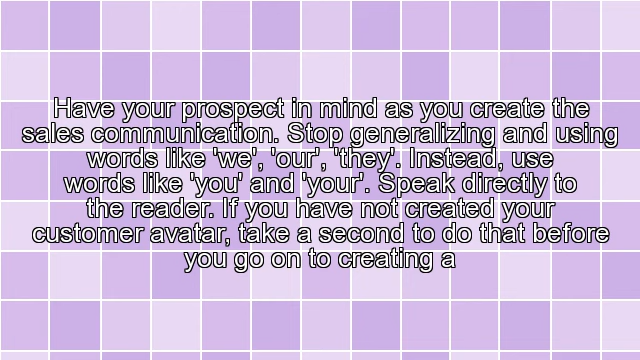 Have your prospect in mind as you create the
sales communication. Stop generalizing and using
words like 'we', 'our', 'they'. Instead, use
words like 'you' and 'your'. Speak directly to
the reader. If you have not created your
customer avatar, take a second to do that before
you go on to creating a